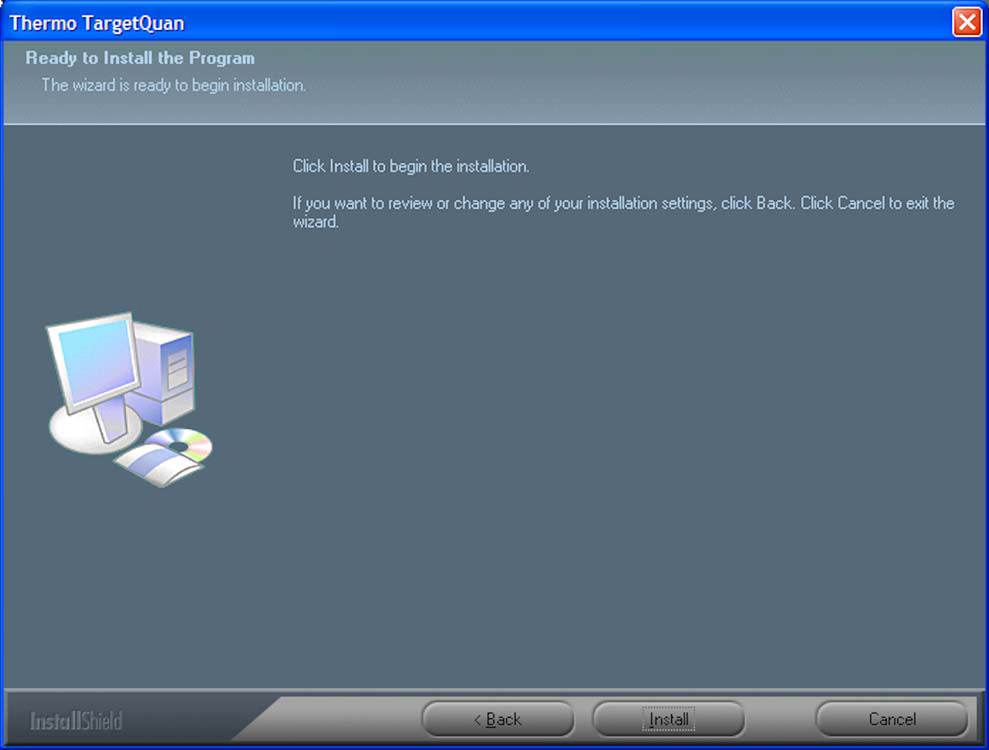 Thermo TargetQuan
Ready to Install the Program
The wizard is ready to begin installation.
Click Install to begin the installation.
If you want to review or change any of your installation settings, click Back. Click Cancel to exit the
wizard.
InstallShield
< Back
Install
Cancel